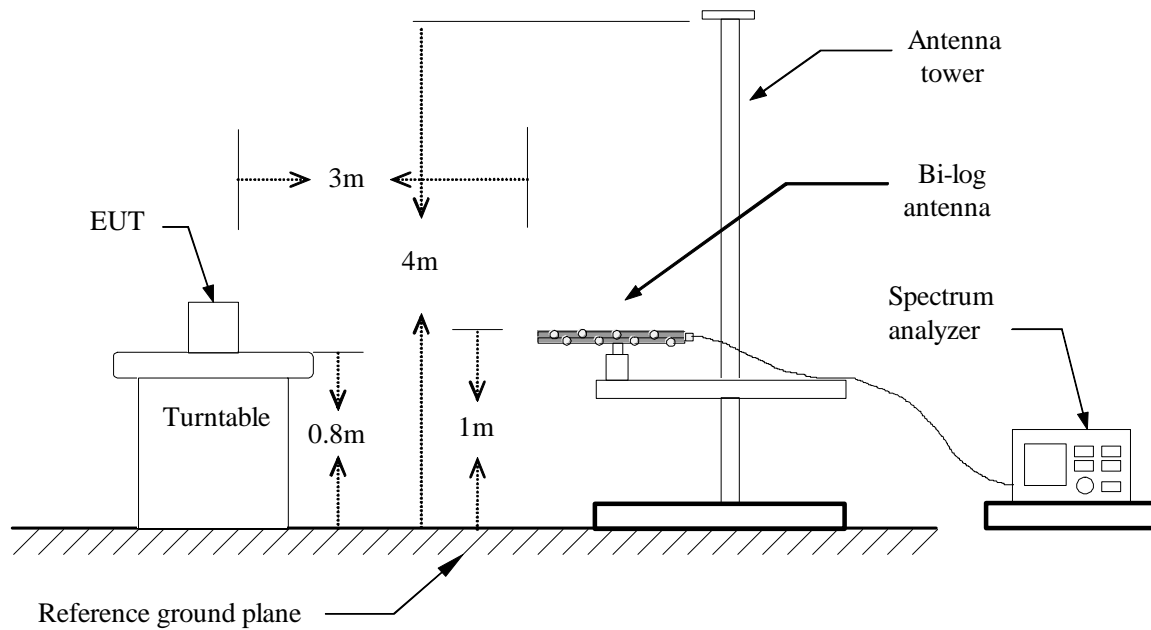 Antenna
tower
3m
Bi-log
antenna
EUT
4m
Spectrum
analyzer
Turntable
0.8m
1m
Reference ground plane